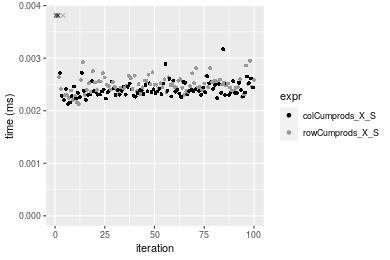 0.004
0.003
0.002
0.001
0.000
time (ms)
0 25 50 75 100
iteration
expr
colCumprods_X_S
rowCumprods_X_S